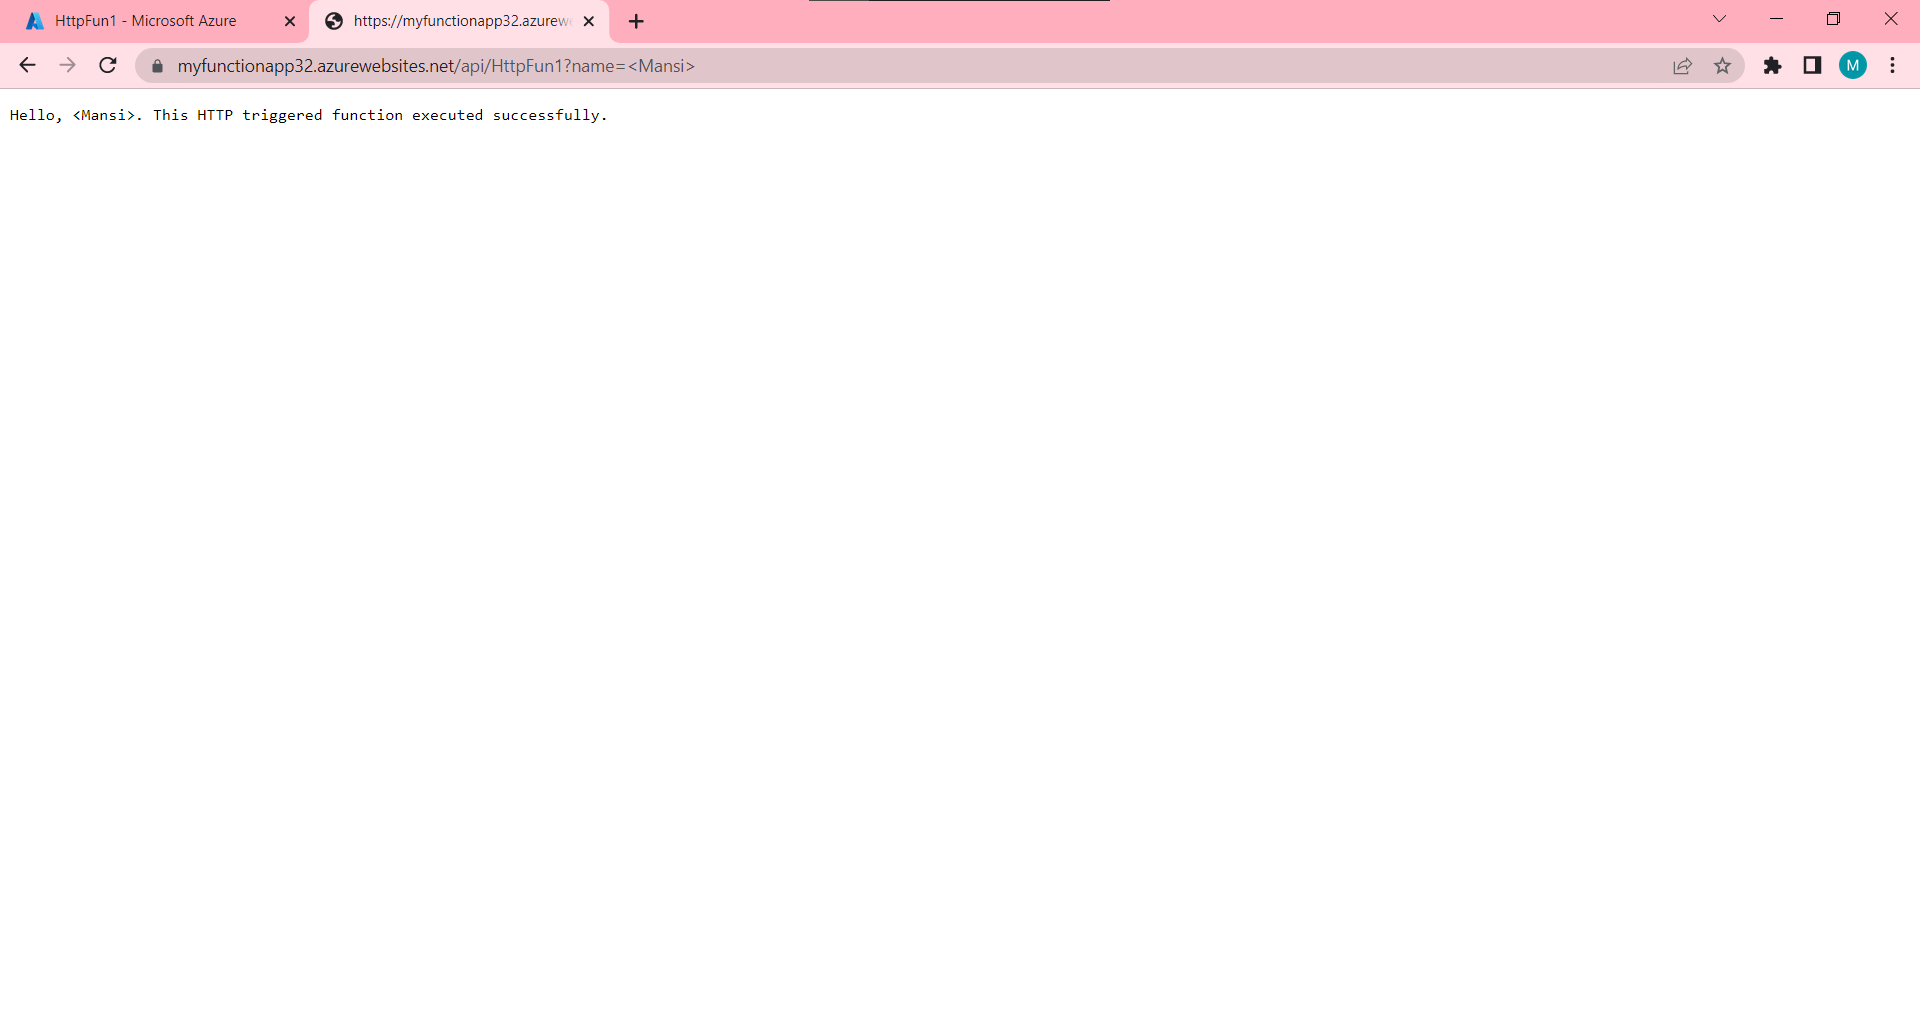 HttpFun1 - Microsoft Azure
https://myfunctionapp32.azurew
myfunctionapp32.azurewebsites.net/api/HttpFun1?name=<Mansi>
M
Hello, <Mansi>. This HTTP triggered function executed successfully.